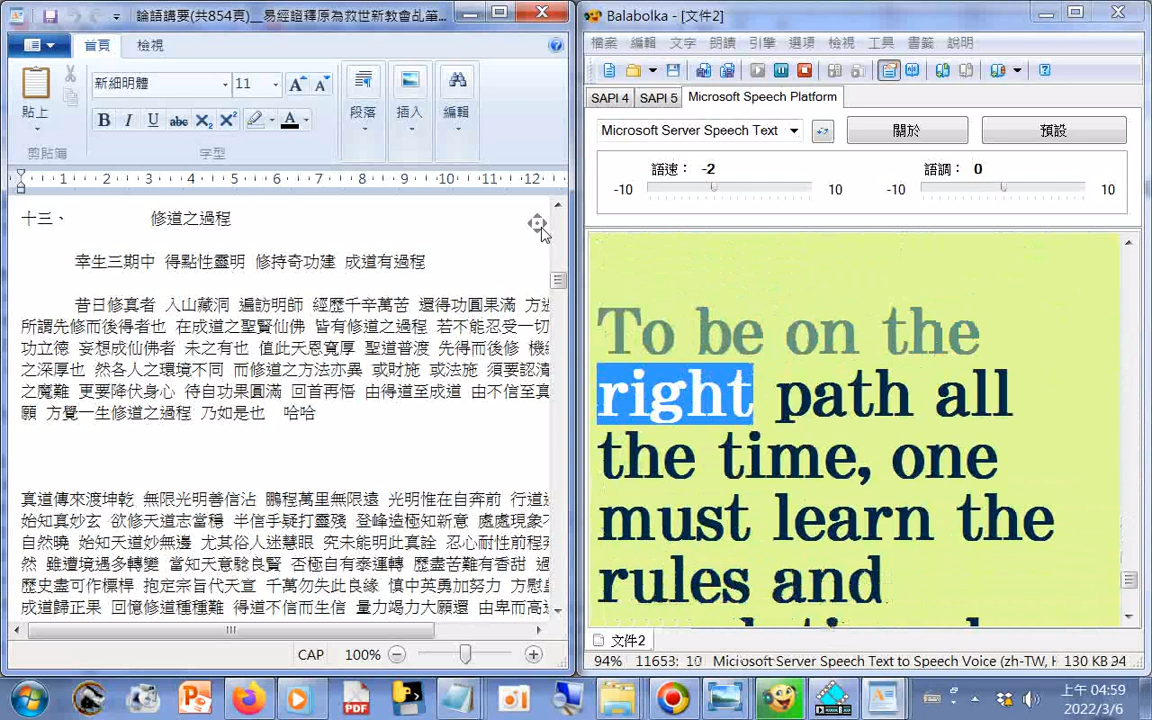 論語講要(共854頁)__易經證釋原為救世新教會乩筆...
首頁
檢視
貼上
剪貼簿
新細明體
11
字型
段落
插入
編輯
1 2 3 4 5 6 7 8 9 10 11 12
十三、 修道之過程
幸生三期中 得點性靈明 修持奇功建 成道有過程
昔日修真者 入山藏洞 遍訪明師 經歷千辛萬苦 還得功圓果滿 方
所謂先修而後得者也 在成道之聖賢仙佛 皆有修道之過程 若不能忍受一切
功立德 妄想成仙佛者 未之有也 值此天恩寬厚 聖道普渡 先得而後修 機
之深厚也 然各人之環境不同 而修道之方法亦異 或財施 或法施 須要認清
之魔難 更要降伏身心 待自功果圓滿 回首再悟 由得道至成道 由不信至真
願 方覺一生修道之過程 乃如是也 哈哈
真道傳來渡坤乾 無限光明善信沾 鵬程萬里無限遠 光明惟在自奔前 行道
始知真妙玄 欲修天道志當穩 半信乎疑打靈殘 登峰造極知新意 處處現象
自然曉 始知天道妙無邊 尤其俗人迷慧眼 究未能明此真詮 忍心耐性前程
然 雖遭境遇多轉變 當知天意騐良賢 否極自有泰運轉 歷盡苦難有香甜 過
歷史盡可作標桿 抱定宗旨代天宣 千萬勿失此良緣 慎中英勇加努力 方慰
成道歸正果 回憶修道種種難 得道不信而生信 量力竭力大願還 由卑而高
CAP
100%
Balabolka - [文件2]
檔案 編輯 文字 朗讀 引擎 選項 檢視 工具 書籤 說明
SAPI 4 SAPI 5 Microsoft Speech Platform
Microsoft Server Speech Text
關於
預設
語速： -2
語調： 0
-10 10 -10 10
To be on the
right path all
the time, one
must learn the
rules and
文件2
94% 11653: 10 Microsoft Server Speech Text to Speech Voice (zh-TW, H 130 KB
上午 04:59
2022/3/6